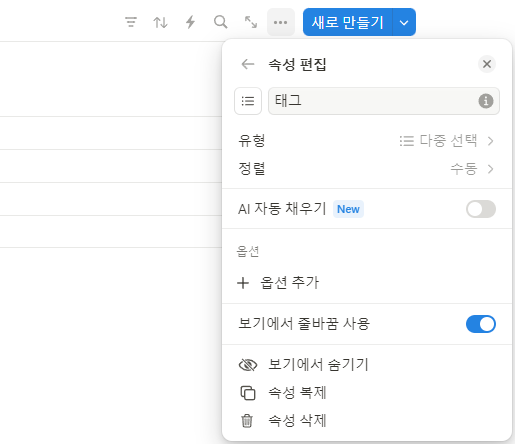 새로 만들기
속성 편집
태그
유형 다중 선택
정렬 수동
AI 자동 채우기 New
옵션
옵션 추가
보기에서 줄바꿈 사용
보기에서 숨기기
속성 복제
속성 삭제